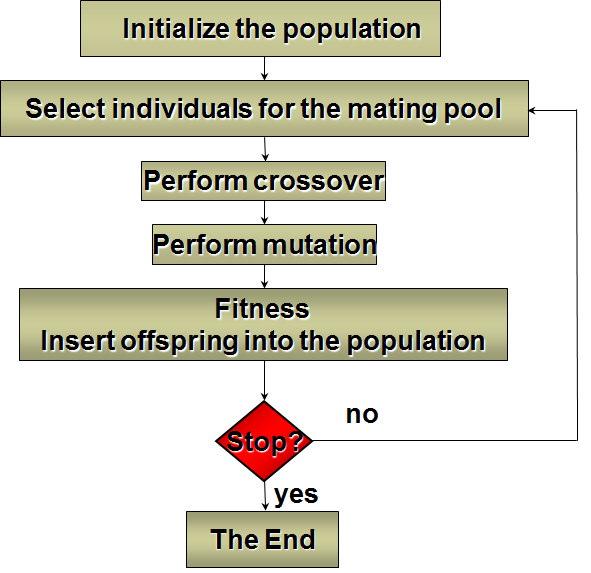 Initialize the population
Select individuals for the mating pool
Perform crossover
Perform mutation
Fitness
Insert offspring into the population
Stop?
no
yes
The End